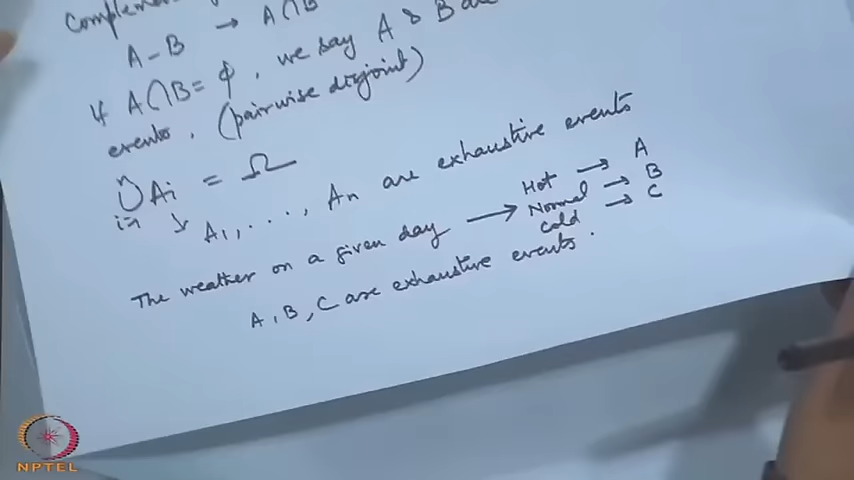 Complement
A-B → A∩B
If A∩B = ϕ, we say A & B are
events. (pairwise disjoint)
n
∪ Ai = Ω
i=1
A1, ...., An are exhaustive events
The weather on a given day → Hot → A
Normal → B
Cold → C
A, B, C are exhaustive events.
NPTEL